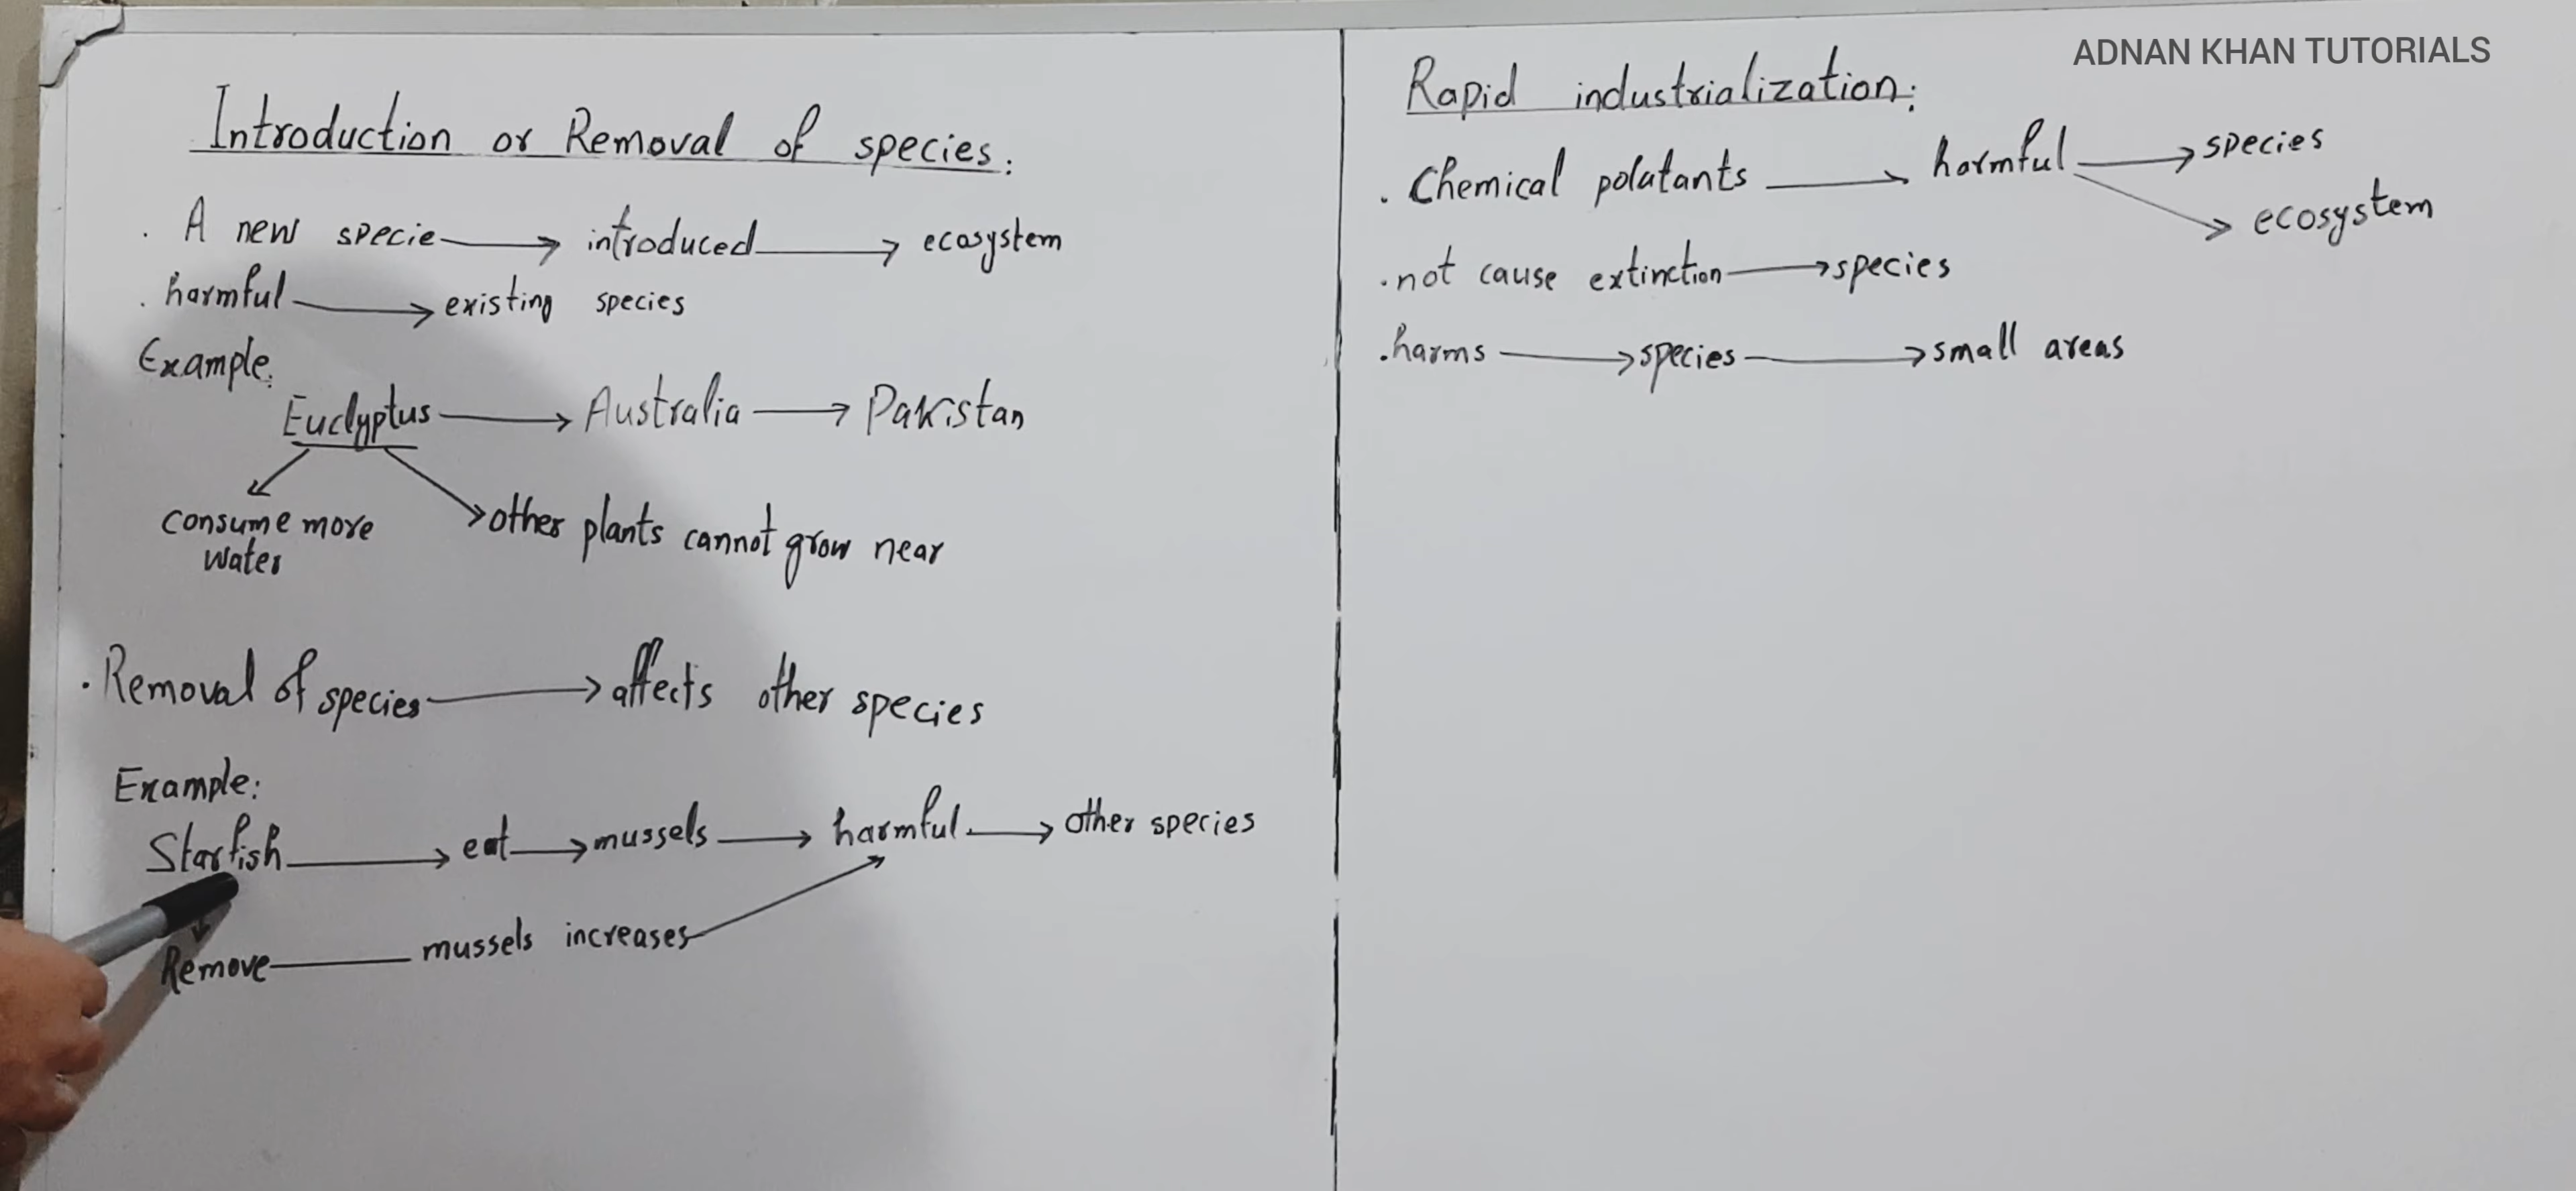 ADNAN KHAN TUTORIALS
Introduction or Removal of species:
. A new specie → introduced → ecosystem
. harmful → existing species
Example:
Euclyptus → Australia → Pakistan
consume more
water
other plants cannot grow near
. Removal of species → affects other species
Example:
Starfish → eat → mussels → harmful → other species
Remove — mussels increases
Rapid industrialization:
. Chemical polutants → harmful → species
→ ecosystem
. not cause extinction → species
. harms → species → small areas